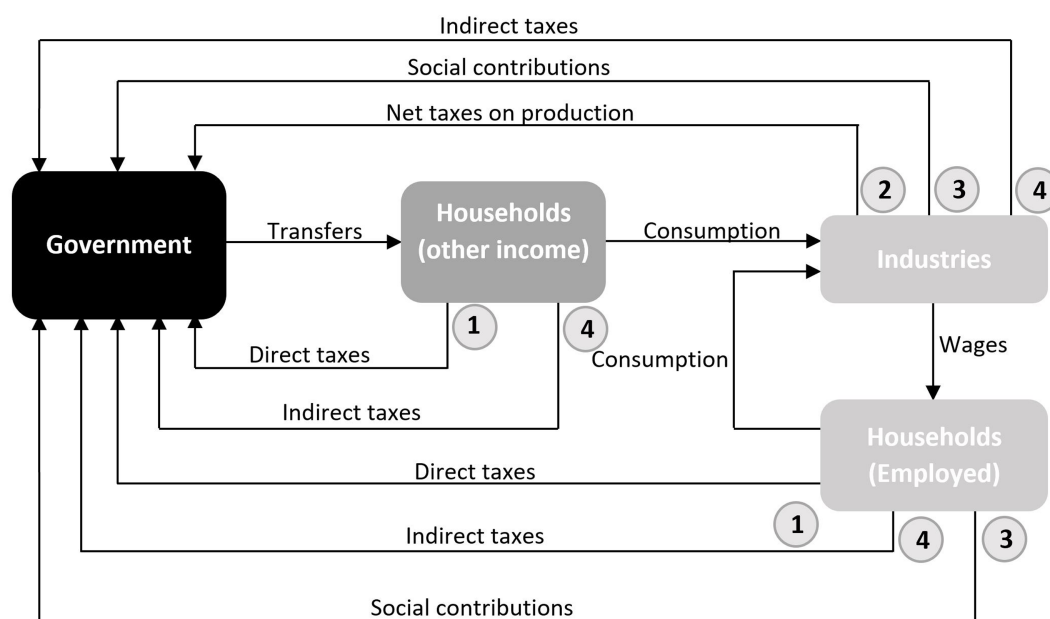 Indirect taxes
Social contributions
Net taxes on production
2
3
4
Government
Transfers
Households
(other income)
Consumption
Industries
1
4
Direct taxes
Consumption
Wages
Indirect taxes
Households
(Employed)
Direct taxes
1
4
3
Indirect taxes
Social contributions